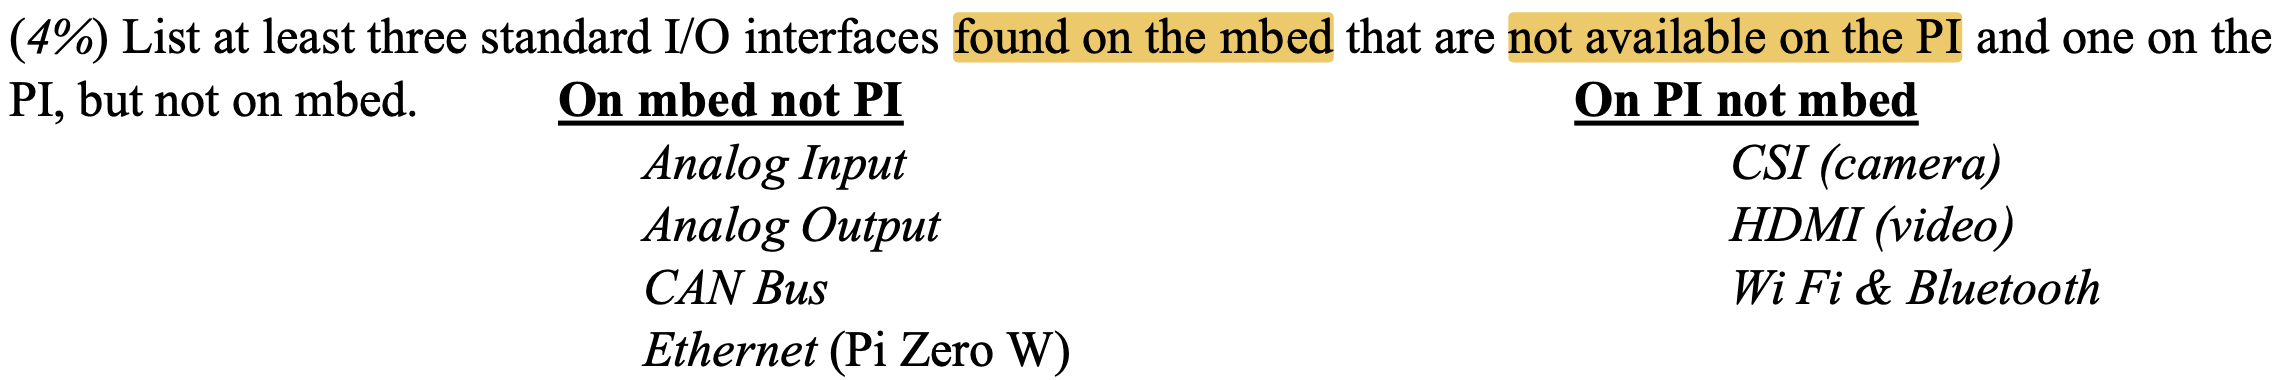 (4%) List at least three standard I/O interfaces found on the mbed that are not available on the PI and one on the
PI, but not on mbed. On mbed not PI On PI not mbed
Analog Input CSI (camera)
Analog Output HDMI (video)
CAN Bus Wi Fi & Bluetooth
Ethernet (Pi Zero W)